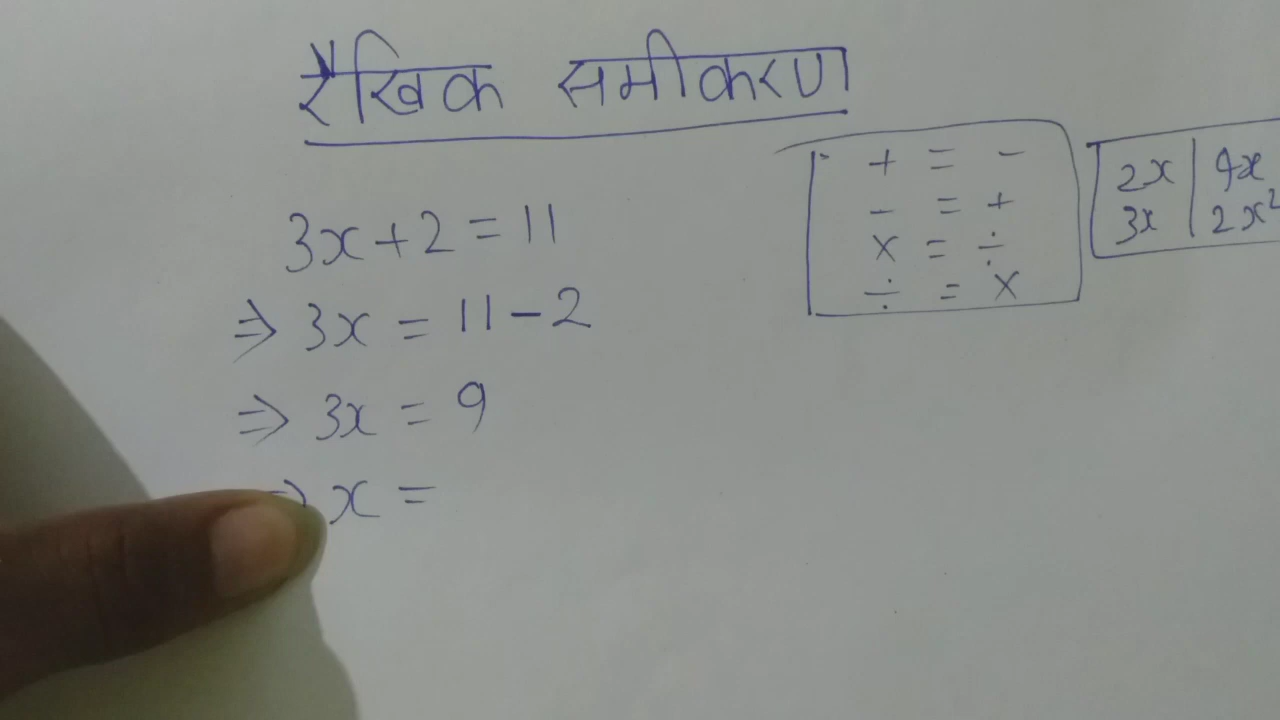 रैखिक समीकरण
3x+2=11
⇒ 3x = 11-2
⇒ 3x = 9
⇒ x =
+ = -
- = +
× = ÷
÷ = ×
2x | 4x
3x | 2x²